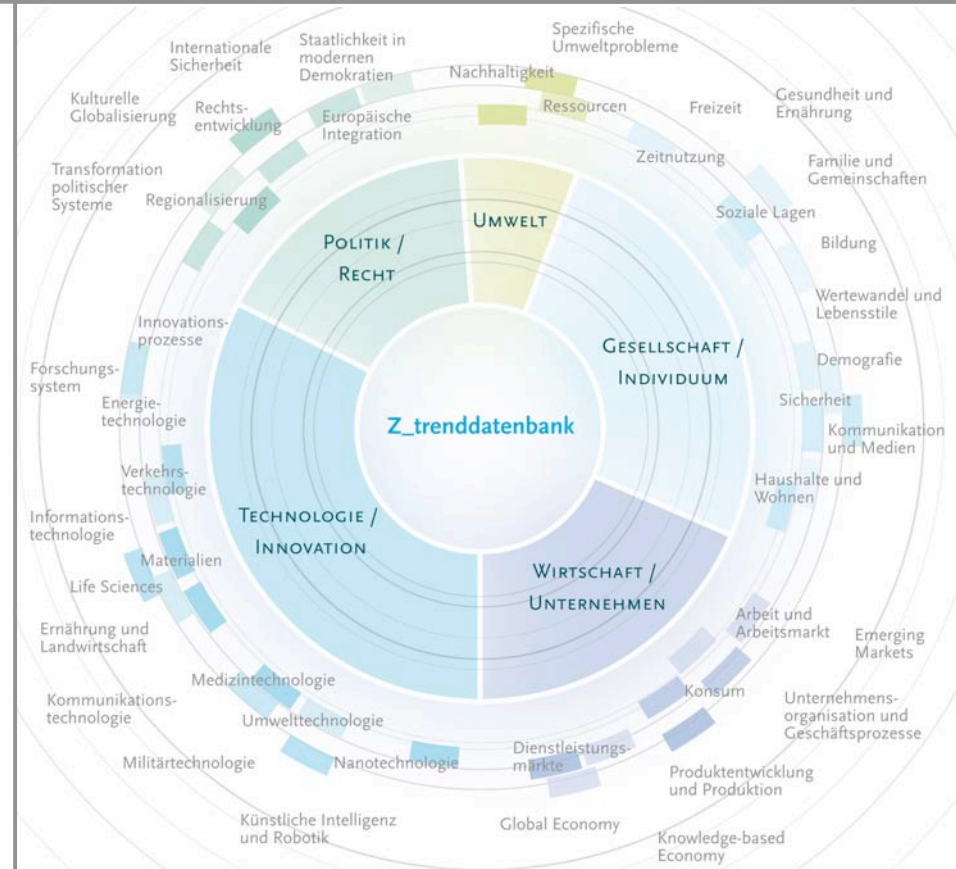 Spezifische
Umweltprobleme
Internationale
Sicherheit
Staatlichkeit in
modernen
Demokratien
Nachhaltigkeit
Ressourcen
Freizeit
Gesundheit und
Ernährung
Kulturelle
Globalisierung
Rechts-
entwicklung
Europäische
Integration
Zeitnutzung
Familie und
Gemeinschaften
Transformation
politischer
Systeme
Regionalisierung
Soziale Lagen
Umwelt
Politik /
Recht
Bildung
Wertewandel und
Lebensstile
Innovations-
prozesse
Gesellschaft /
Individuum
Demografie
Forschungs-
system
Energie-
technologie
Z_trenddatenbank
Sicherheit
Kommunikation
und Medien
Verkehrs-
technologie
Haushalte und
Wohnen
Informations-
technologie
Technologie /
Innovation
Materialien
Life Sciences
Wirtschaft /
Unternehmen
Arbeit und
Arbeitsmarkt
Ernährung und
Landwirtschaft
Emerging
Markets
Medizintechnologie
Konsum
Kommunikations-
technologie
Umwelttechnologie
Unternehmens-
organisation und
Geschäftsprozesse
Militärtechnologie
Nanotechnologie
Dienstleistungs-
märkte
Produktentwicklung
und Produktion
Künstliche Intelligenz
und Robotik
Global Economy
Knowledge-based
Economy